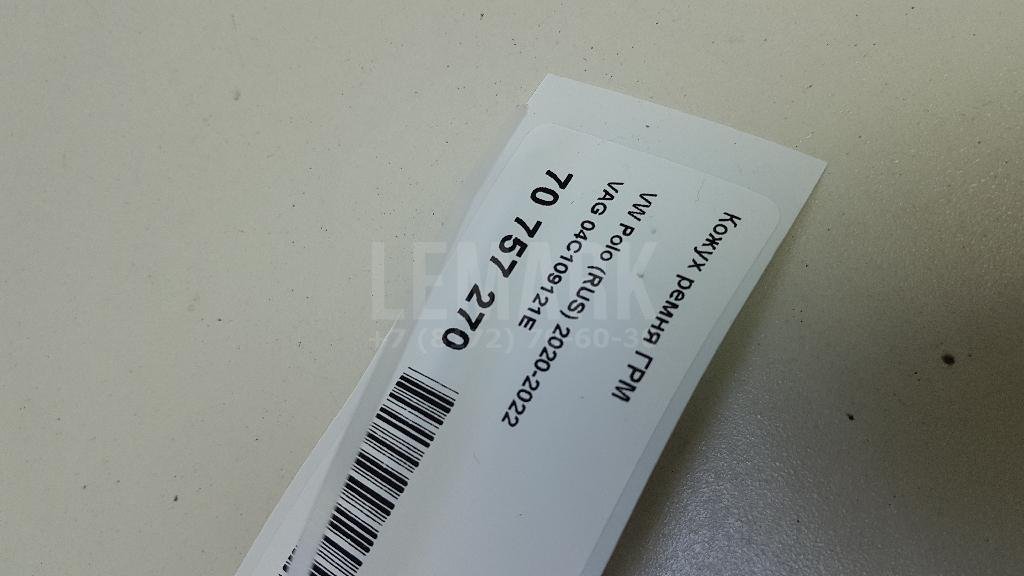 Кожух ремня ГРМ
VW Polo (RUS) 2020-2022
VAG 04C109121E
70 757 270
LEMARK